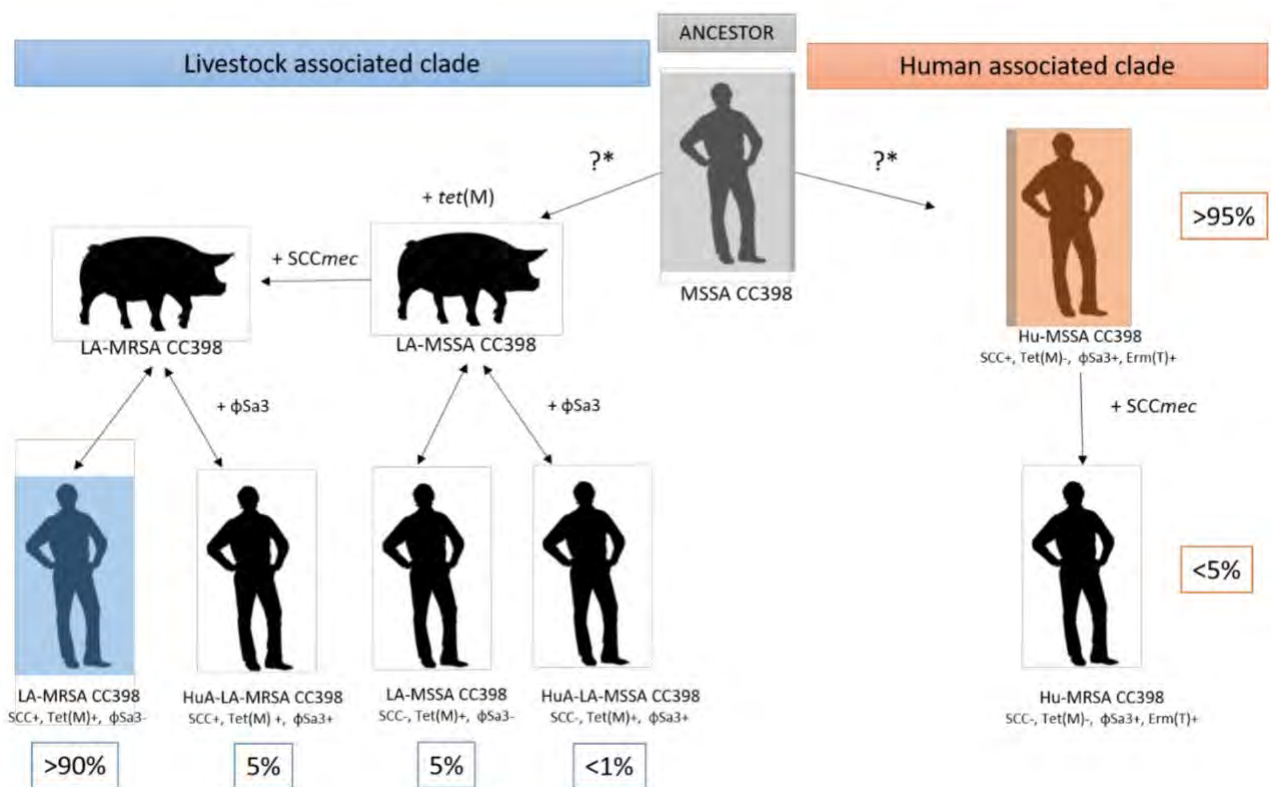 ANCESTOR
Livestock associated clade
Human associated clade
?*
?*
+ tet(M)
>95%
+ SCCmec
MSSA CC398
LA-MRSA CC398
LA-MSSA CC398
Hu-MSSA CC398
SCC+, Tet(M)-, ϕSa3+, Erm(T)+
+ ϕSa3
+ ϕSa3
+ SCCmec
<5%
LA-MRSA CC398
SCC+, Tet(M)+, ϕSa3-
HuA-LA-MRSA CC398
SCC+, Tet(M) +, ϕSa3+
LA-MSSA CC398
SCC-, Tet(M)+, ϕSa3-
HuA-LA-MSSA CC398
SCC-, Tet(M)+, ϕSa3+
Hu-MRSA CC398
SCC-, Tet(M)-, ϕSa3+, Erm(T)+
>90%
5%
5%
<1%